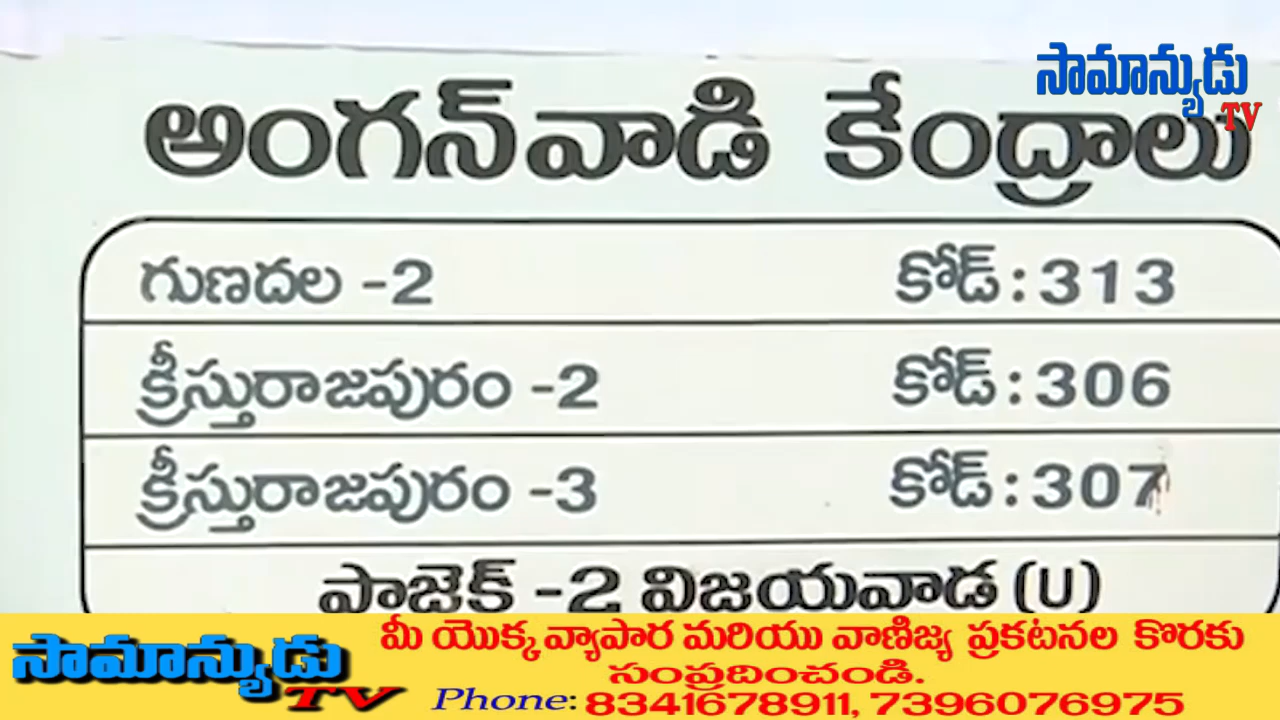 సామాన్యుడు
TV
అంగన్‌వాడి కేంద్రాలు
గుణదల -2 కోడ్:313
క్రీస్తురాజపురం -2 కోడ్:306
క్రీస్తురాజపురం -3 కోడ్:307
పాజెక్ -2 విజయవాడ (U)
సామాన్యుడు
TV
మీ యొక్క వ్యాపార మరియు వాణిజ్య ప్రకటనల కొరకు
సంప్రదించండి.
Phone: 8341678911, 7396076975